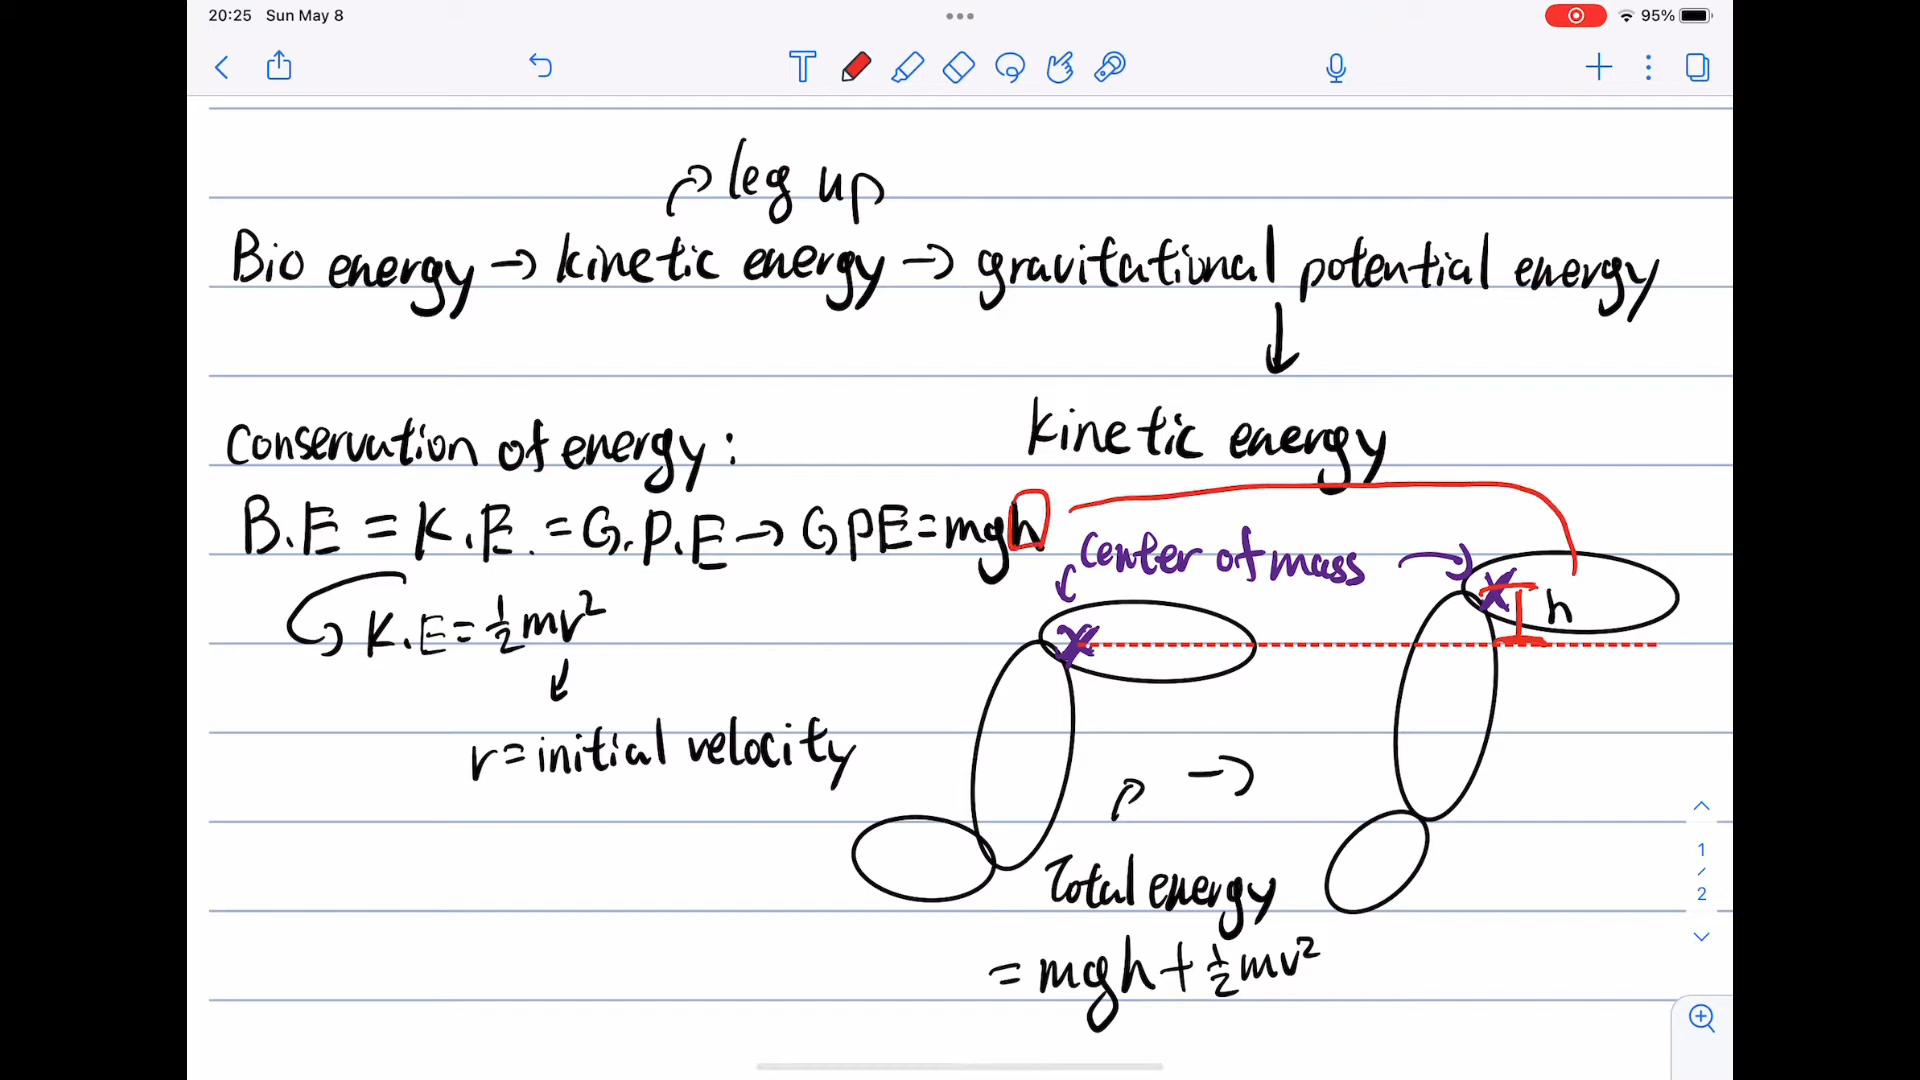 20:25 Sun May 8
95%
leg up
Bio energy → kinetic energy → gravitational potential energy
kinetic energy
Conservation of energy:
B.E = K.E. = G.P.E → GPE = mgh
center of mass
K.E = ½mv²
h
v = initial velocity
Total energy
= mgh + ½mv²
1
/
2